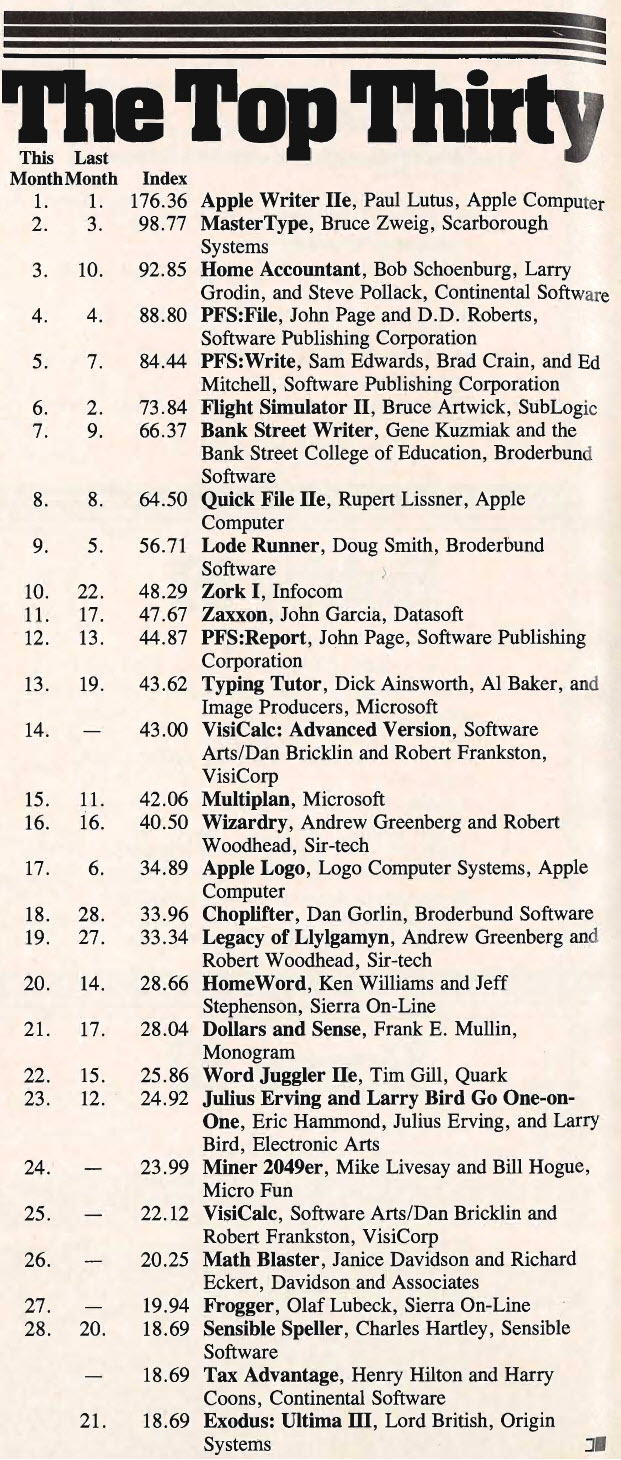 The Top Thirty
This Last
Month Month Index
1. 1. 176.36 Apple Writer IIe, Paul Lutus, Apple Computer
2. 3. 98.77 MasterType, Bruce Zweig, Scarborough
Systems
3. 10. 92.85 Home Accountant, Bob Schoenburg, Larry
Grodin, and Steve Pollack, Continental Software
4. 4. 88.80 PFS:File, John Page and D.D. Roberts,
Software Publishing Corporation
5. 7. 84.44 PFS:Write, Sam Edwards, Brad Crain, and Ed
Mitchell, Software Publishing Corporation
6. 2. 73.84 Flight Simulator II, Bruce Artwick, SubLogic
7. 9. 66.37 Bank Street Writer, Gene Kuzmiak and the
Bank Street College of Education, Broderbund
Software
8. 8. 64.50 Quick File IIe, Rupert Lissner, Apple
Computer
9. 5. 56.71 Lode Runner, Doug Smith, Broderbund
Software
10. 22. 48.29 Zork I, Infocom
11. 17. 47.67 Zaxxon, John Garcia, Datasoft
12. 13. 44.87 PFS:Report, John Page, Software Publishing
Corporation
13. 19. 43.62 Typing Tutor, Dick Ainsworth, Al Baker, and
Image Producers, Microsoft
14. — 43.00 VisiCalc: Advanced Version, Software
Arts/Dan Bricklin and Robert Frankston,
VisiCorp
15. 11. 42.06 Multiplan, Microsoft
16. 16. 40.50 Wizardry, Andrew Greenberg and Robert
Woodhead, Sir-tech
17. 6. 34.89 Apple Logo, Logo Computer Systems, Apple
Computer
18. 28. 33.96 Choplifter, Dan Gorlin, Broderbund Software
19. 27. 33.34 Legacy of Llylgamyn, Andrew Greenberg and
Robert Woodhead, Sir-tech
20. 14. 28.66 HomeWord, Ken Williams and Jeff
Stephenson, Sierra On-Line
21. 17. 28.04 Dollars and Sense, Frank E. Mullin,
Monogram
22. 15. 25.86 Word Juggler IIe, Tim Gill, Quark
23. 12. 24.92 Julius Erving and Larry Bird Go One-on-
One, Eric Hammond, Julius Erving, and Larry
Bird, Electronic Arts
24. — 23.99 Miner 2049er, Mike Livesay and Bill Hogue,
Micro Fun
25. — 22.12 VisiCalc, Software Arts/Dan Bricklin and
Robert Frankston, VisiCorp
26. — 20.25 Math Blaster, Janice Davidson and Richard
Eckert, Davidson and Associates
27. — 19.94 Frogger, Olaf Lubeck, Sierra On-Line
28. 20. 18.69 Sensible Speller, Charles Hartley, Sensible
Software
— 18.69 Tax Advantage, Henry Hilton and Harry
Coons, Continental Software
21. 18.69 Exodus: Ultima III, Lord British, Origin
Systems